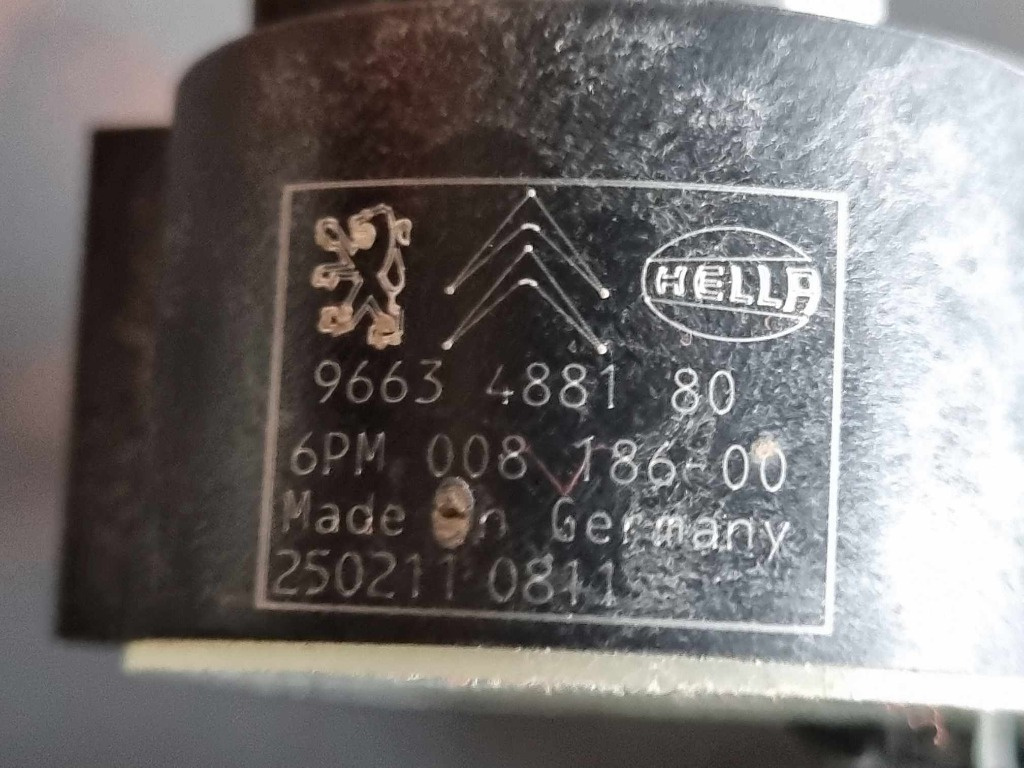 HELLA
9663 4881 80
6PM 008 186-00
Made in Germany
250211 0811